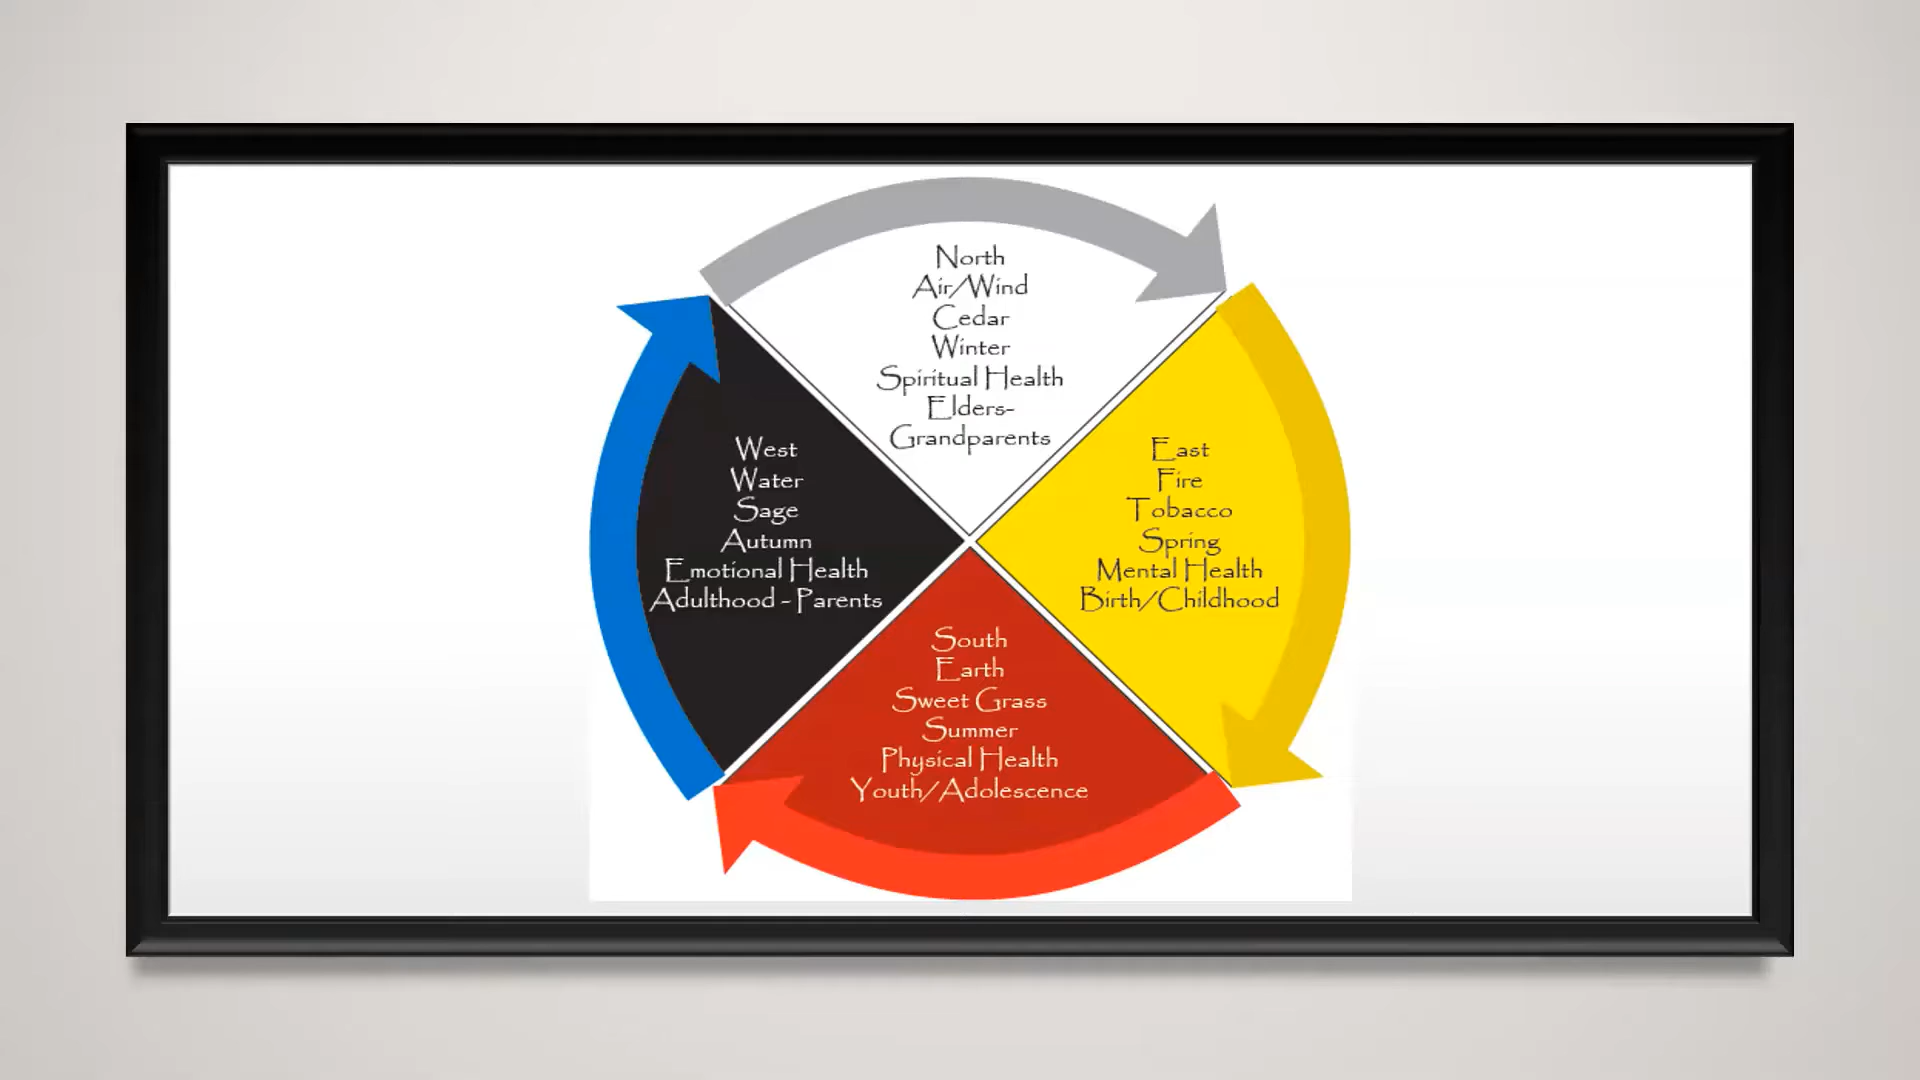 North
Air/Wind
Cedar
Winter
Spiritual Health
Elders-
Grandparents
West
Water
Sage
Autumn
Emotional Health
Adulthood - Parents
East
Fire
Tobacco
Spring
Mental Health
Birth/Childhood
South
Earth
Sweet Grass
Summer
Physical Health
Youth/Adolescence